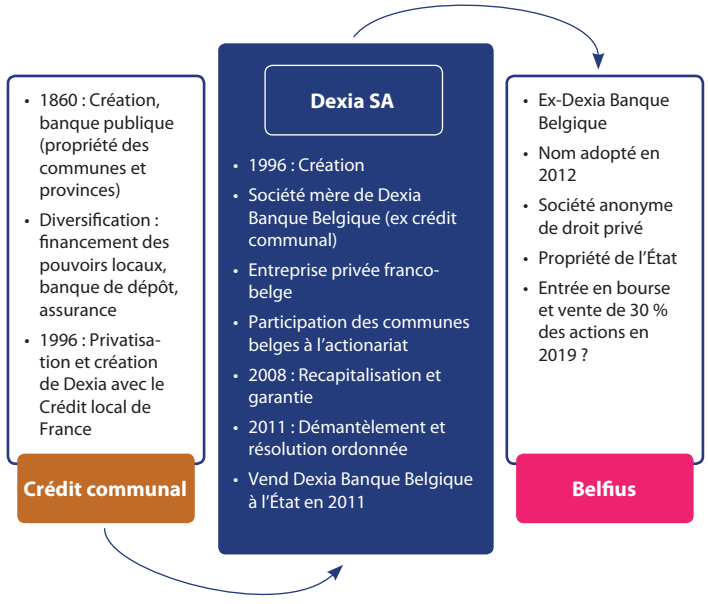 • 1860 : Création,
banque publique
(propriété des
communes et
provinces)
• Diversification :
financement des
pouvoirs locaux,
banque de dépôt,
assurance
• 1996 : Privatisa-
tion et création
de Dexia avec le
Crédit local de
France
Crédit communal
Dexia SA
• 1996 : Création
• Société mère de Dexia
Banque Belgique (ex crédit
communal)
• Entreprise privée franco-
belge
• Participation des communes
belges à l’actionariat
• 2008 : Recapitalisation et
garantie
• 2011 : Démantèlement et
résolution ordonnée
• Vend Dexia Banque Belgique
à l’État en 2011
• Ex-Dexia Banque
Belgique
• Nom adopté en
2012
• Société anonyme
de droit privé
• Propriété de l’État
• Entrée en bourse
et vente de 30 %
des actions en
2019 ?
Belfius